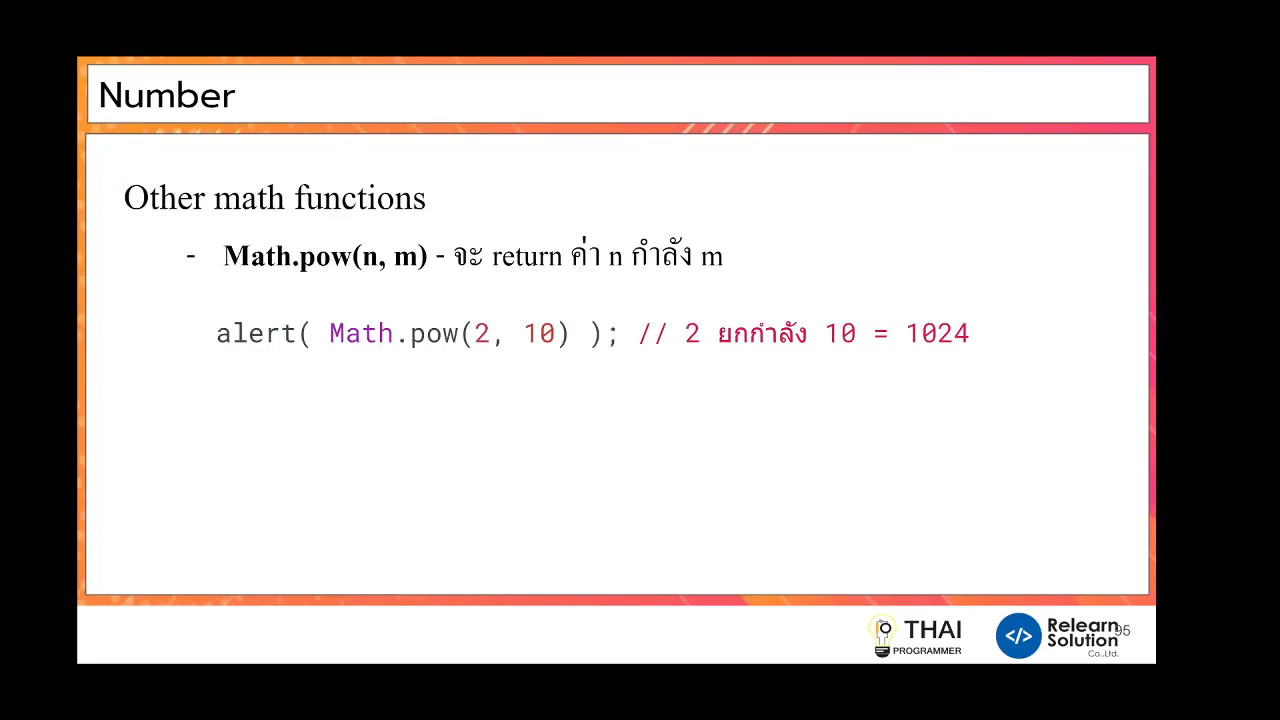 Number
Other math functions
- Math.pow(n, m) - จะ return ค่า n กำลัง m
alert( Math.pow(2, 10) ); // 2 ยกกำลัง 10 = 1024
THAI
PROGRAMMER
</>
Relearn
Solution
Co.,Ltd.
95